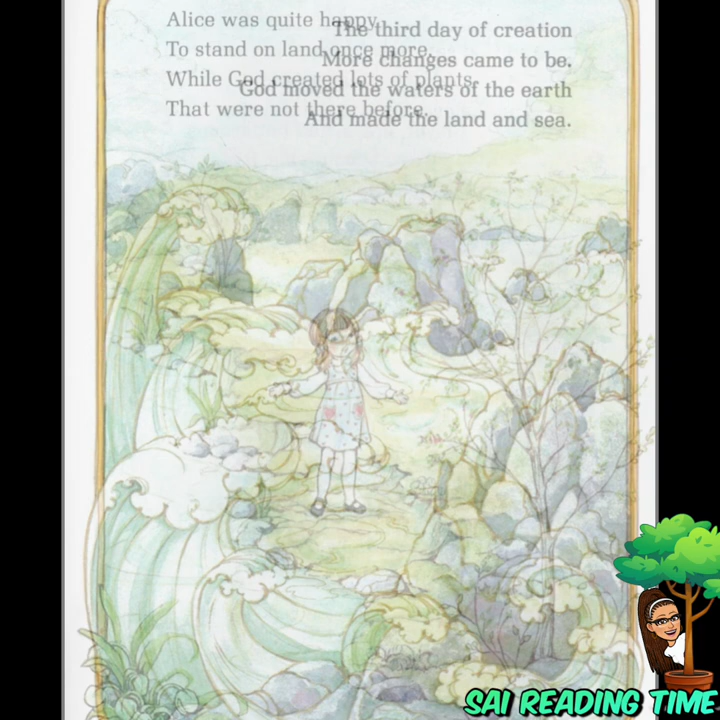 Alice was quite happy
To stand on land once more,
While God created lots of plants
That were not there before.
The third day of creation
More changes came to be.
God moved the waters of the earth
And made the land and sea.
SAI READING TIME